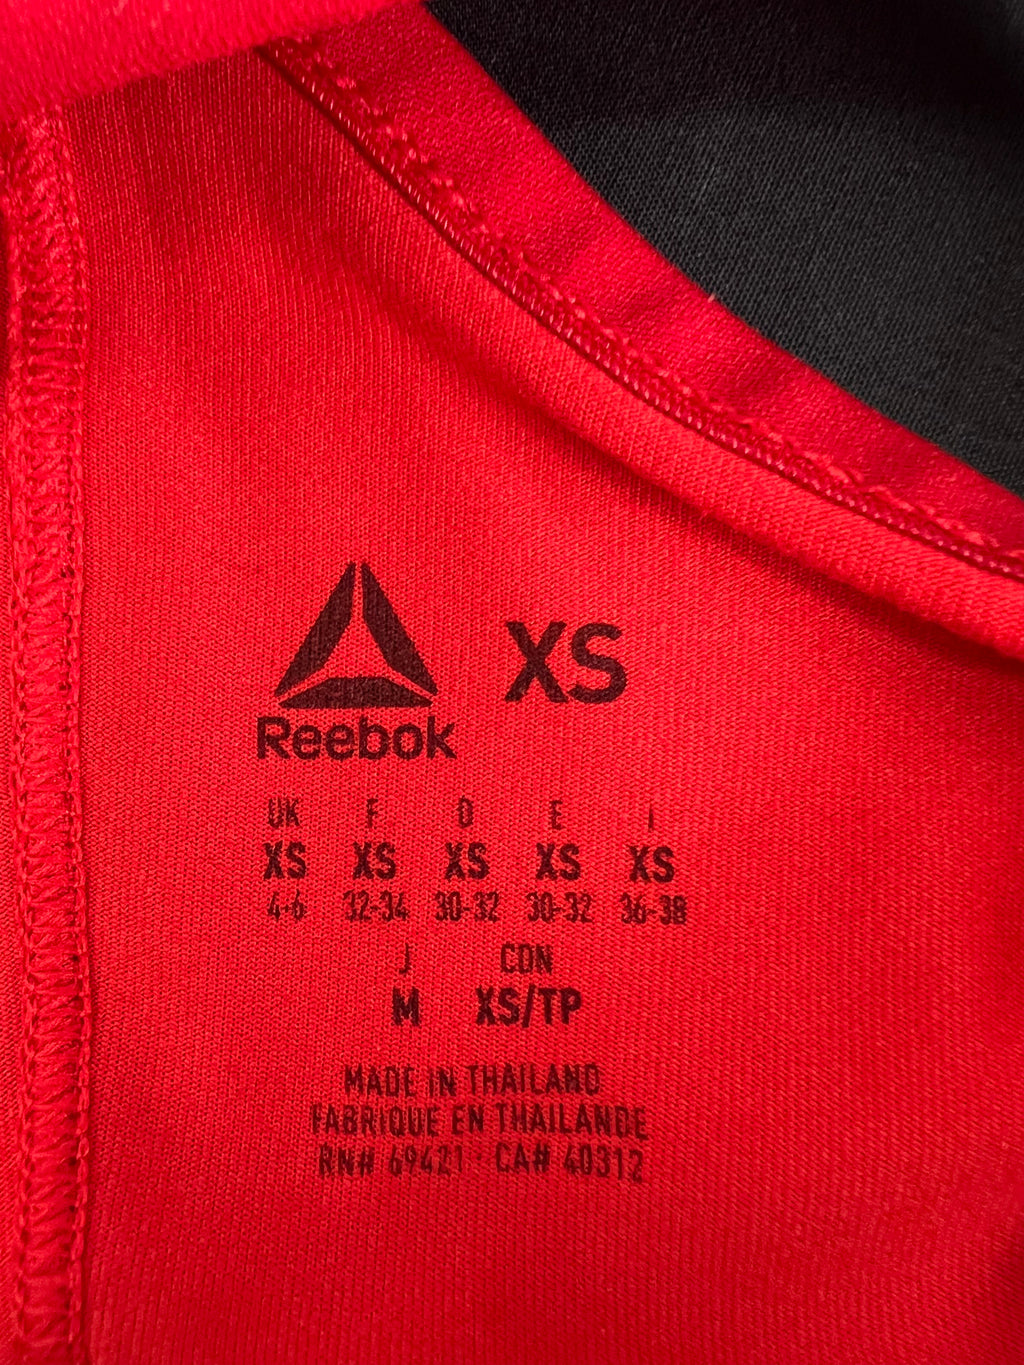 XS
Reebok
UK F D E I
XS XS XS XS XS
4-6 32-34 30-32 30-32 36-38
J CDN
M XS/TP
MADE IN THAILAND
FABRIQUE EN THAILANDE
RN# 69421 · CA# 40312